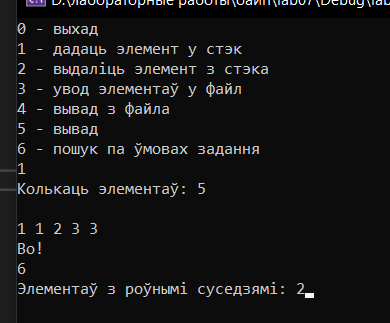 D:\лабораторные работы\оаип\lab07\Debug\lab
0 - выхад
1 - дадаць элемент у стэк
2 - выдаліць элемент з стэка
3 - увод элементаў у файл
4 - вывад з файла
5 - вывад
6 - пошук па ўмовах задання
1
Колькаць элементаў: 5
1 1 2 3 3
Во!
6
Элементаў з роўнымі суседзямі: 2